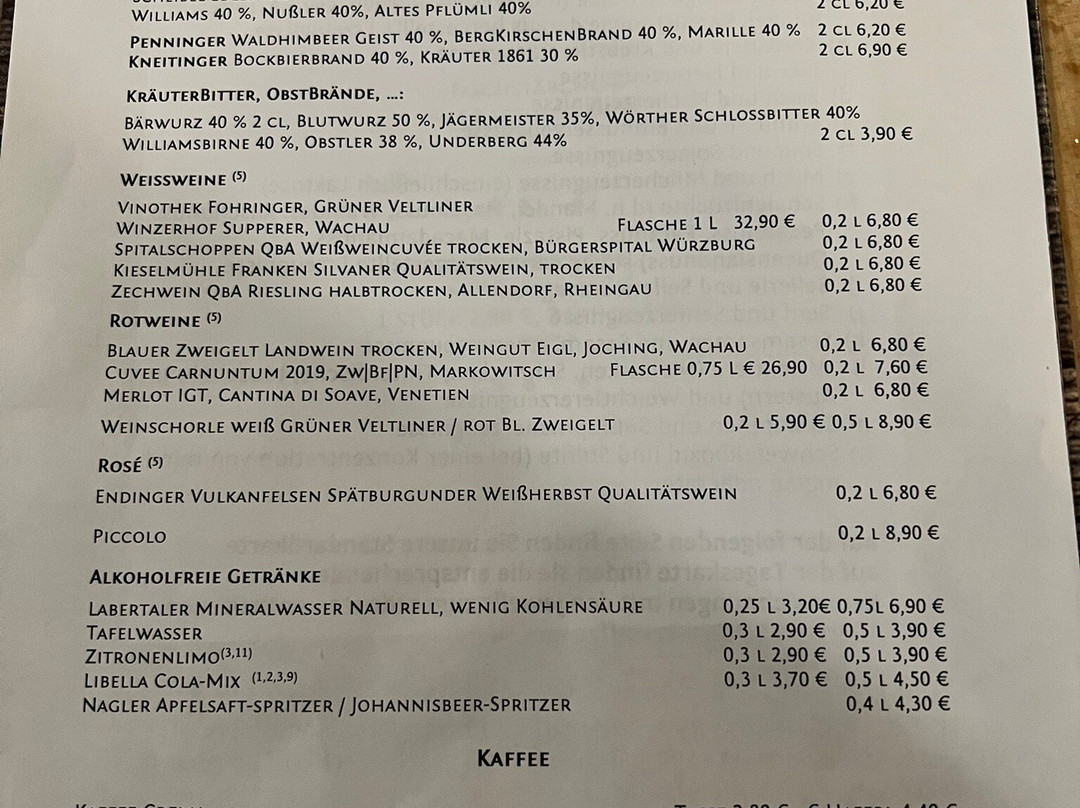 Williams 40 %, Nußler 40%, Altes Pflümli 40% 2 cl 6,20 €
Penninger Waldhimbeer Geist 40 %, BergKirschenBrand 40 %, Marille 40 % 2 cl 6,20 €
Kneitinger Bockbierbrand 40 %, Kräuter 1861 30 % 2 cl 6,90 €
KräuterBitter, ObstBrände, ...:
Bärwurz 40 % 2 cl, Blutwurz 50 %, Jägermeister 35%, Wörther Schlossbitter 40%
Williamsbirne 40 %, Obstler 38 %, Underberg 44% 2 cl 3,90 €
Weissweine (5)
Vinothek Fohringer, Grüner Veltliner
Winzerhof Supperer, Wachau Flasche 1 l 32,90 € 0,2 l 6,80 €
Spitalschoppen QbA Weißweincuvée trocken, Bürgerspital Würzburg 0,2 l 6,80 €
Kieselmühle Franken Silvaner Qualitätswein, trocken 0,2 l 6,80 €
Zechwein QbA Riesling halbtrocken, Allendorf, Rheingau 0,2 l 6,80 €
Rotweine (5)
Blauer Zweigelt Landwein trocken, Weingut Eigl, Joching, Wachau 0,2 l 6,80 €
Cuvee Carnuntum 2019, Zw|Bf|PN, Markowitsch Flasche 0,75 l € 26,90 0,2 l 7,60 €
Merlot IGT, Cantina di Soave, Venetien 0,2 l 6,80 €
Weinschorle weiß Grüner Veltliner / rot Bl. Zweigelt 0,2 l 5,90 € 0,5 l 8,90 €
Rosé (5)
Endinger Vulkanfelsen Spätburgunder Weißherbst Qualitätswein 0,2 l 6,80 €
Piccolo 0,2 l 8,90 €
Alkoholfreie Getränke
Labertaler Mineralwasser Naturell, wenig Kohlensäure 0,25 l 3,20€ 0,75l 6,90 €
Tafelwasser 0,3 l 2,90 € 0,5 l 3,90 €
Zitronenlimo(3,11) 0,3 l 2,90 € 0,5 l 3,90 €
Libella Cola-Mix (1,2,3,9) 0,3 l 3,70 € 0,5 l 4,50 €
Nagler Apfelsaft-spritzer / Johannisbeer-Spritzer 0,4 l 4,30 €
Kaffee